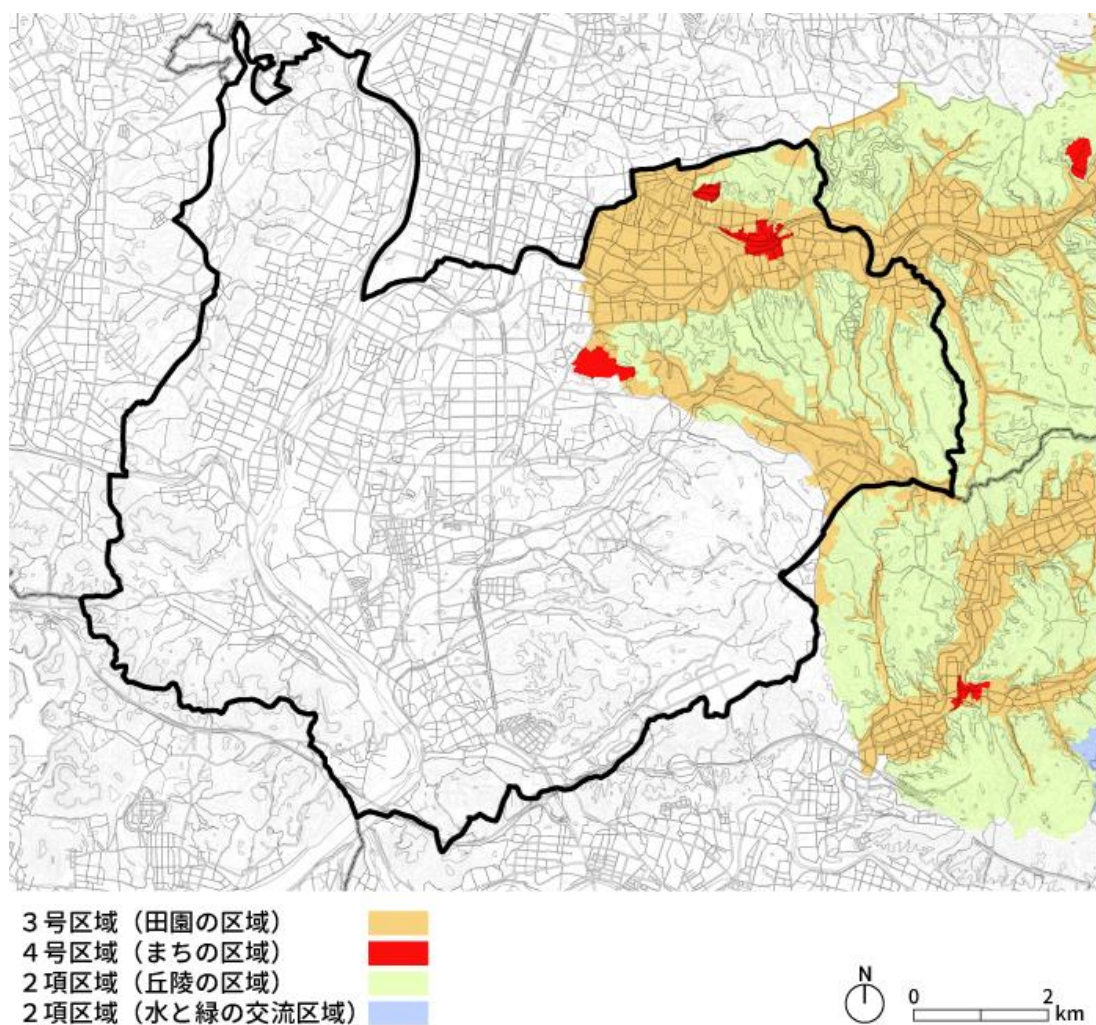 ３号区域（田園の区域）
４号区域（まちの区域）
２項区域（丘陵の区域）
２項区域（水と緑の交流区域）
N
0 2
km